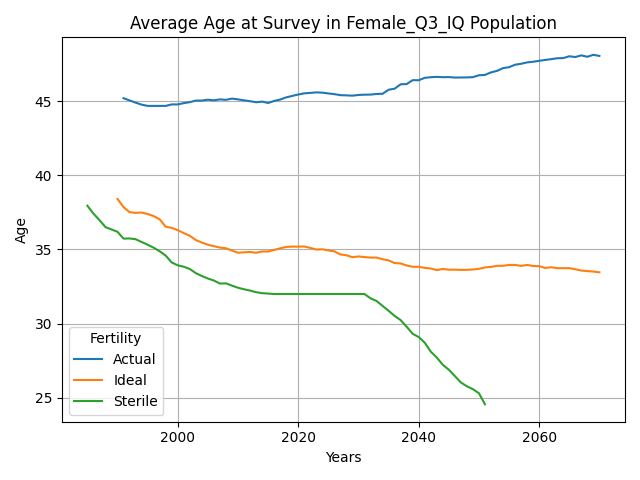 Average Age at Survey in Female_Q3_IQ Population
Age
45
40
35
30
25
Fertility
Actual
Ideal
Sterile
2000 2020 2040 2060
Years